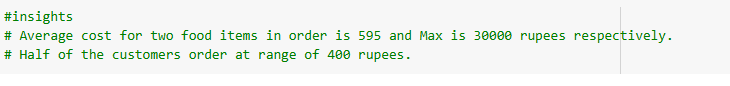 #insights
# Average cost for two food items in order is 595 and Max is 30000 rupees respectively.
# Half of the customers order at range of 400 rupees.